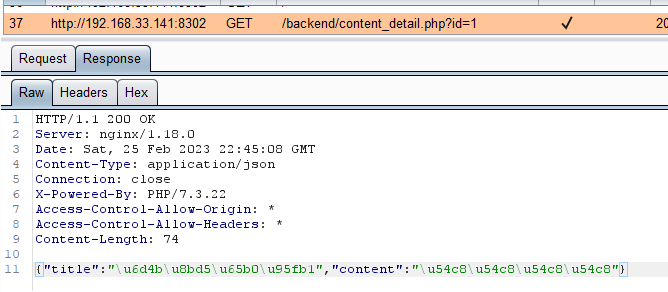 37 http://192.168.33.141:8302 GET /backend/content_detail.php?id=1 ✓
Request Response
Raw Headers Hex
1 HTTP/1.1 200 OK
2 Server: nginx/1.18.0
3 Date: Sat, 25 Feb 2023 22:45:08 GMT
4 Content-Type: application/json
5 Connection: close
6 X-Powered-By: PHP/7.3.22
7 Access-Control-Allow-Origin: *
8 Access-Control-Allow-Headers: *
9 Content-Length: 74
10
11 {"title":"\u6d4b\u8bd5\u65b0\u95fb1","content":"\u54c8\u54c8\u54c8\u54c8"}